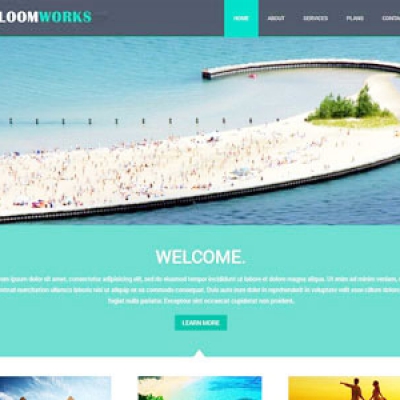 LOOMWORKS
HOME ABOUT SERVICES PLANS CONTA
WELCOME.
rem ipsum dolor sit amet, consectetur adipisicing elit, sed do eiusmod tempor incididunt ut labore et dolore magna aliqua. Ut enim ad minim veniam,
nostrud exercitation ullamco laboris nisi ut aliquip ex ea commodo consequat. Duis aute irure dolor in reprehenderit in voluptate velit esse cillum dolore
fugiat nulla pariatur. Excepteur sint occaecat cupidatat non proident.
LEARN MORE